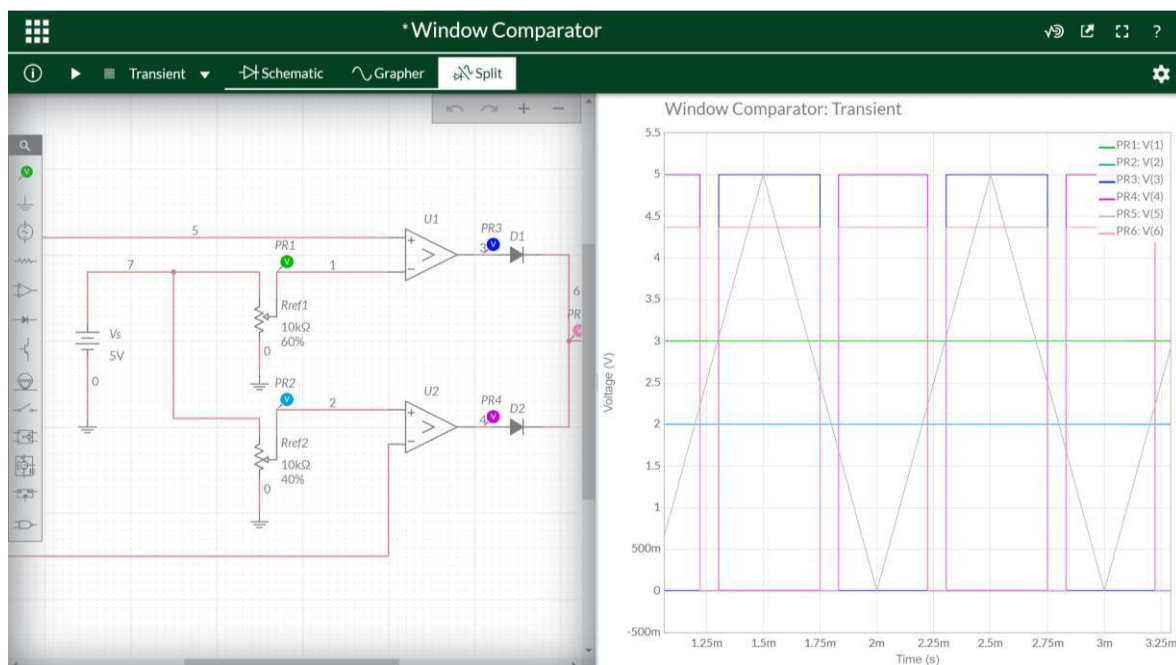 *Window Comparator
?
Transient
Schematic
Grapher
Split
5
7
PR1
1
U1
PR3
3
D1
Rref1
10kΩ
60%
0
Vs
5V
0
6
PR
PR2
2
U2
PR4
4
D2
Rref2
10kΩ
40%
0
Window Comparator: Transient
5.5
5
4.5
4
3.5
3
2.5
2
1.5
1
500m
0
-500m
Voltage (V)
PR1: V(1)
PR2: V(2)
PR3: V(3)
PR4: V(4)
PR5: V(5)
PR6: V(6)
1.25m 1.5m 1.75m 2m 2.25m 2.5m 2.75m 3m 3.25m
Time (s)